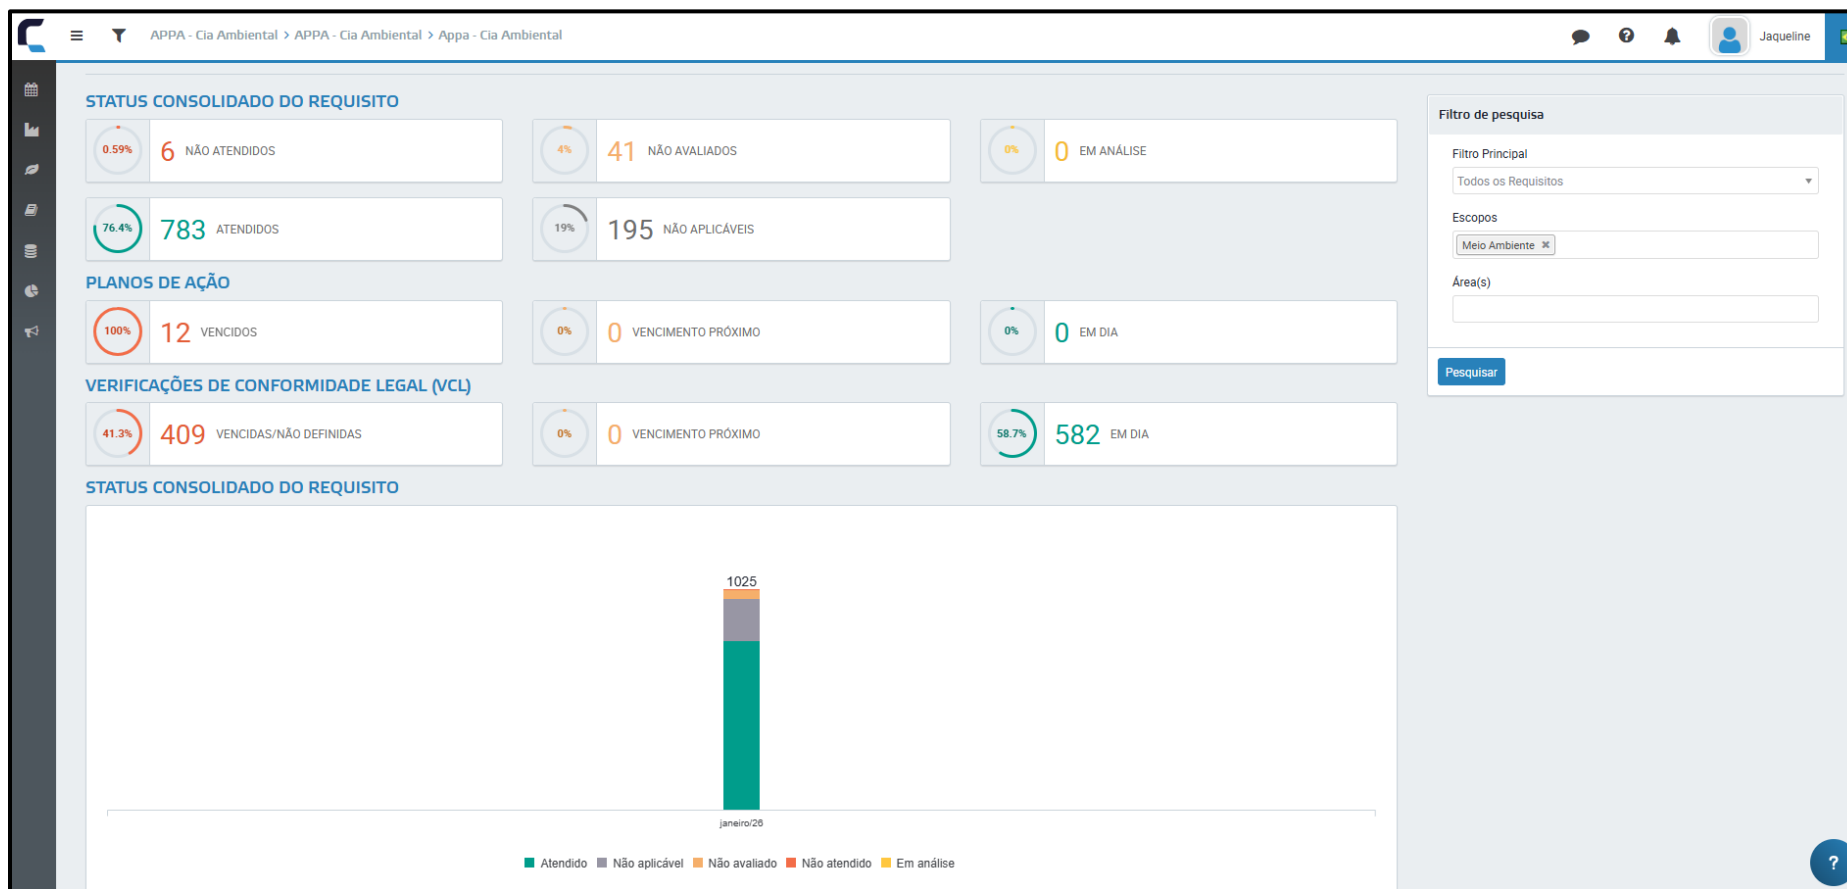 APPA - Cia Ambiental > APPA - Cia Ambiental > Appa - Cia Ambiental
Jaqueline
STATUS CONSOLIDADO DO REQUISITO
0.59% 6 NÃO ATENDIDOS
4% 41 NÃO AVALIADOS
0% 0 EM ANÁLISE
76.4% 783 ATENDIDOS
19% 195 NÃO APLICÁVEIS
PLANOS DE AÇÃO
100% 12 VENCIDOS
0% 0 VENCIMENTO PRÓXIMO
0% 0 EM DIA
VERIFICAÇÕES DE CONFORMIDADE LEGAL (VCL)
41.3% 409 VENCIDAS/NÃO DEFINIDAS
0% 0 VENCIMENTO PRÓXIMO
58.7% 582 EM DIA
STATUS CONSOLIDADO DO REQUISITO
1025
janeiro/26
Atendido Não aplicável Não avaliado Não atendido Em análise
Filtro de pesquisa
Filtro Principal
Todos os Requisitos
Escopos
Meio Ambiente ✖
Área(s)
Pesquisar
?